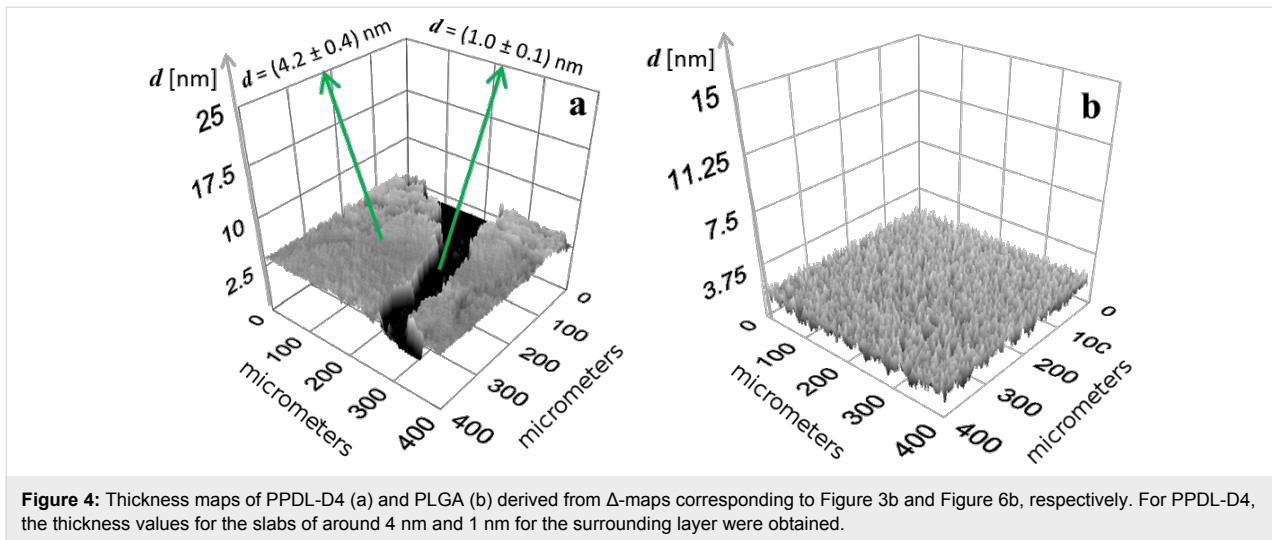 d = (4.2 ± 0.4) nm
d = (1.0 ± 0.1) nm
d [nm]
a
25
17.5
10
2.5
0
100
200
300
400
micrometers
0
100
200
300
400
micrometers
d [nm]
b
15
11.25
7.5
3.75
0
100
200
300
400
micrometers
0
100
200
300
400
micrometers
Figure 4: Thickness maps of PPDL-D4 (a) and PLGA (b) derived from Δ-maps corresponding to Figure 3b and Figure 6b, respectively. For PPDL-D4,
the thickness values for the slabs of around 4 nm and 1 nm for the surrounding layer were obtained.